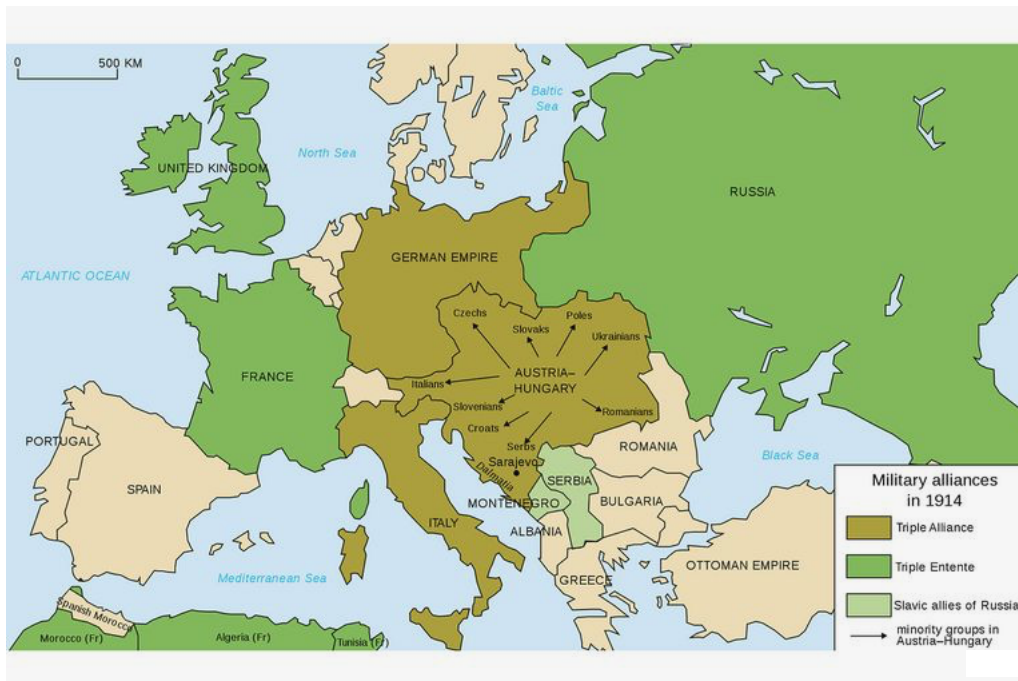 0 500 KM
Baltic
Sea
North Sea
UNITED KINGDOM
RUSSIA
GERMAN EMPIRE
ATLANTIC OCEAN
Czechs
Poles
Slovaks
Ukrainians
FRANCE
AUSTRIA–
HUNGARY
Italians
Slovenians
Romanians
Croats
PORTUGAL
Serbs
ROMANIA
Black Sea
Sarajevo
Dalmatia
SERBIA
SPAIN
MONTENEGRO
BULGARIA
ITALY
ALBANIA
Mediterranean Sea
GREECE
OTTOMAN EMPIRE
Spanish Morocco
Morocco (Fr)
Algeria (Fr)
Tunisia (Fr)
Military alliances
in 1914
Triple Alliance
Triple Entente
Slavic allies of Russia
minority groups in
Austria–Hungary